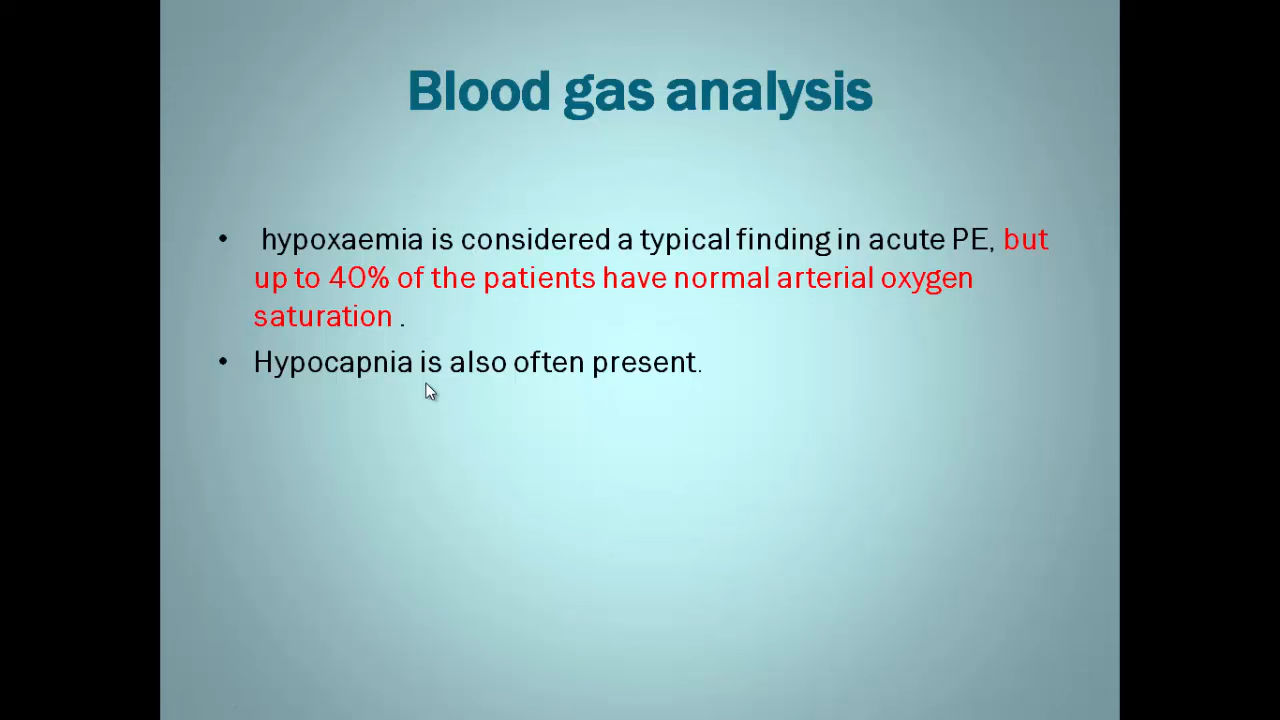 Blood gas analysis
• hypoxaemia is considered a typical finding in acute PE, but
up to 40% of the patients have normal arterial oxygen
saturation .
• Hypocapnia is also often present.